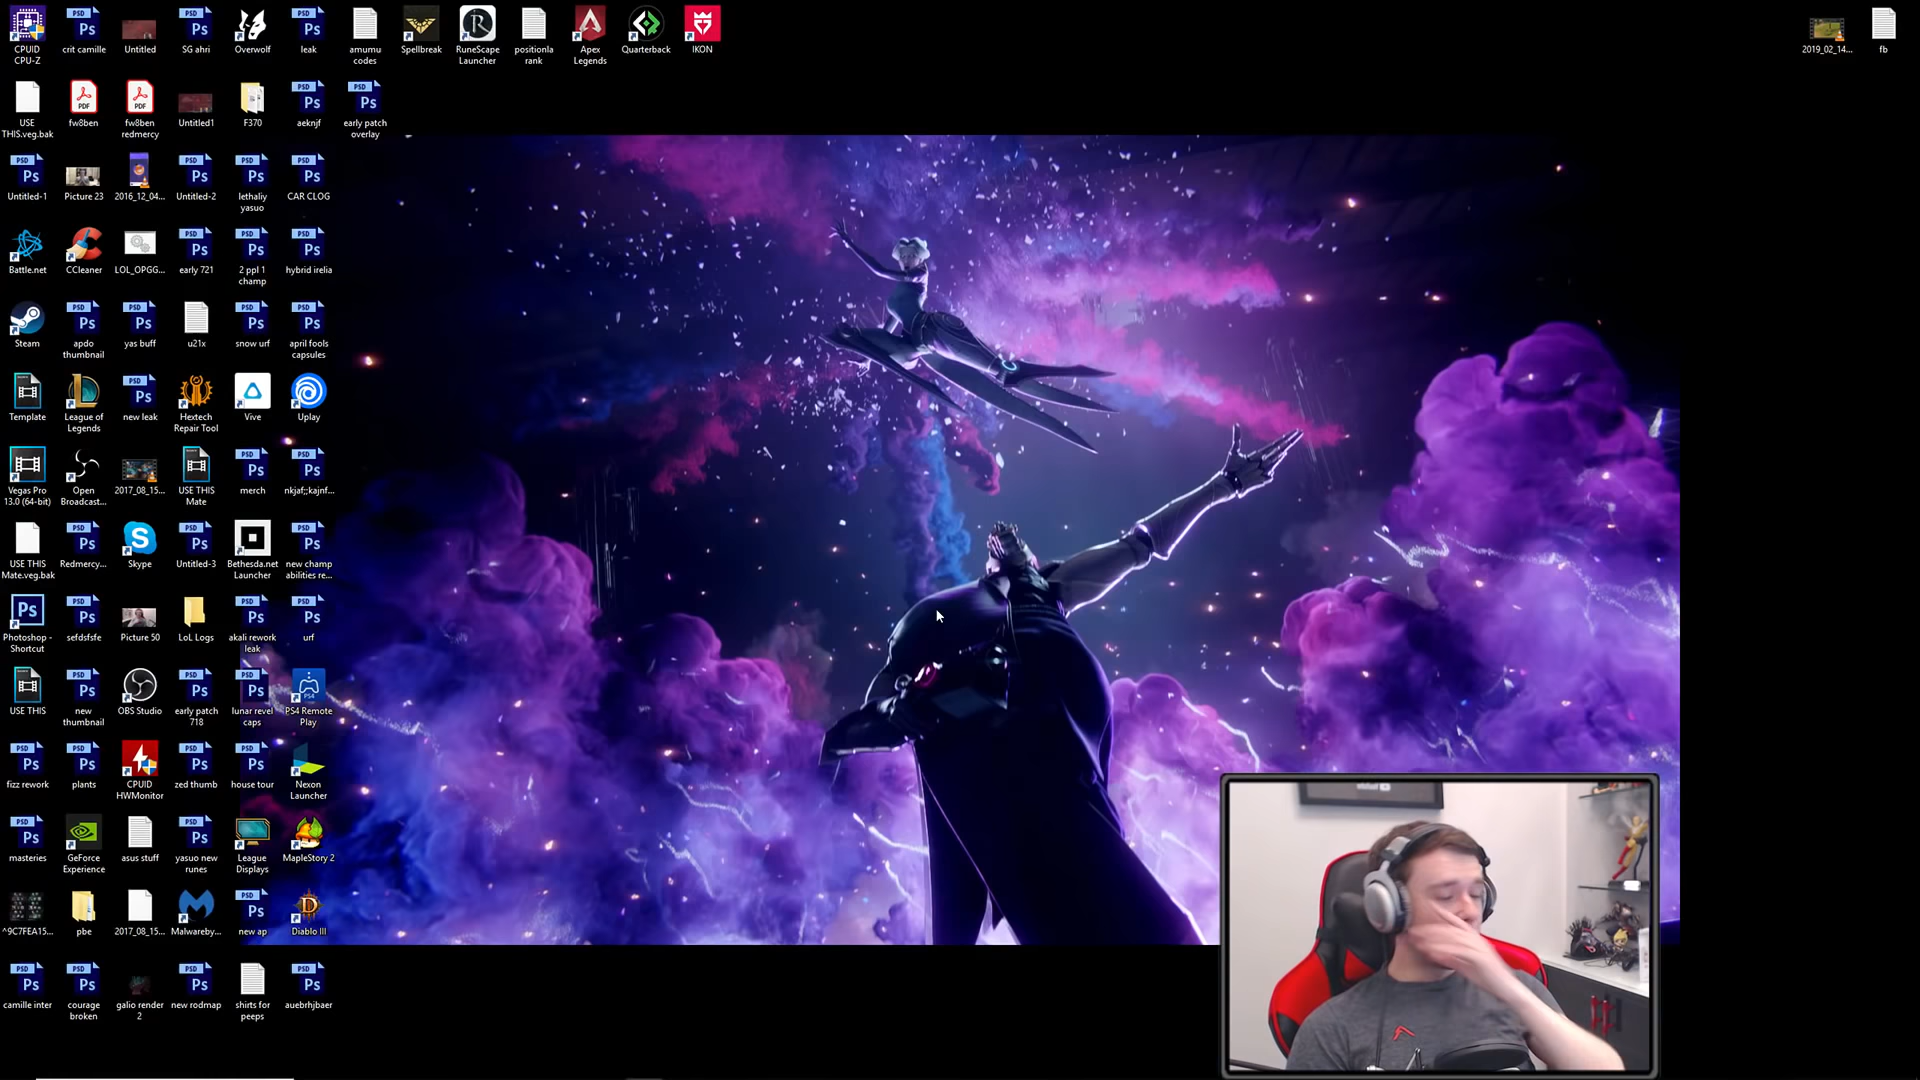 CPUID
CPU-Z
crit camille
Untitled
SG ahri
Overwolf
leak
amumu
codes
Spellbreak
RuneScape
Launcher
positionla
rank
Apex
Legends
Quarterback
IKON
2019_02_14...
fb
USE
THIS.veg.bak
fw8ben
fw8ben
redmercy
Untitled1
F370
aeknjf
early patch
overlay
Untitled-1
Picture 23
2016_12_04...
Untitled-2
lethaliy
yasuo
CAR CLOG
Battle.net
CCleaner
LOL_OPGG...
early 721
2 ppl 1
champ
hybrid irelia
Steam
apdo
thumbnail
yas buff
u21x
snow urf
april fools
capsules
Template
League of
Legends
new leak
Hextech
Repair Tool
Vive
Uplay
Vegas Pro
13.0 (64-bit)
Open
Broadcast...
2017_08_15...
USE THIS
Mate
merch
nkjaf;;kajnf...
USE THIS
Mate.veg.bak
Redmercy...
Skype
Untitled-3
Bethesda.net
Launcher
new champ
abilities re...
Photoshop -
Shortcut
sefdsfsfe
Picture 50
LoL Logs
akali rework
leak
urf
USE THIS
new
thumbnail
OBS Studio
early patch
718
lunar revel
caps
PS4 Remote
Play
fizz rework
plants
CPUID
HWMonitor
zed thumb
house tour
Nexon
Launcher
masteries
GeForce
Experience
asus stuff
yasuo new
runes
League
Displays
MapleStory 2
^9C7FEA15...
pbe
2017_08_15...
Malwareby...
new ap
Diablo III
camille inter
courage
broken
galio render
2
new rodmap
shirts for
peeps
auebrhjbaer